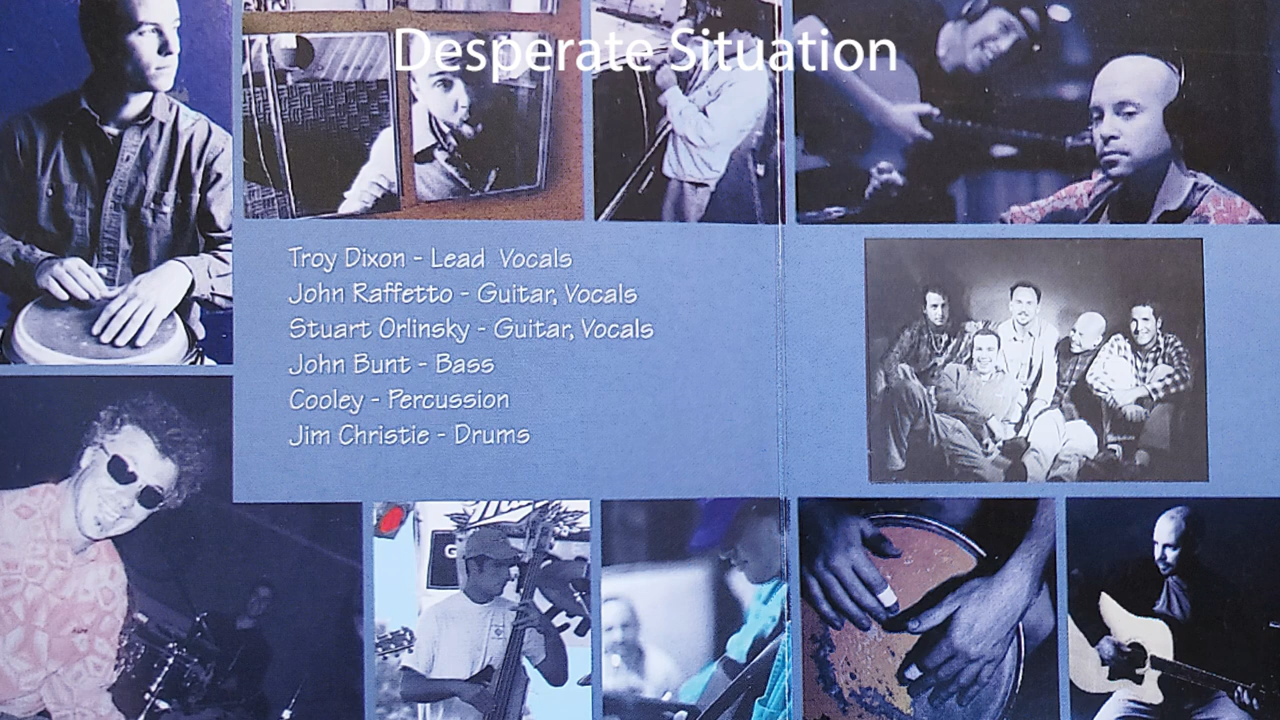 Desperate Situation
Troy Dixon - Lead Vocals
John Raffetto - Guitar, Vocals
Stuart Orlinsky - Guitar, Vocals
John Bunt - Bass
Cooley - Percussion
Jim Christie - Drums